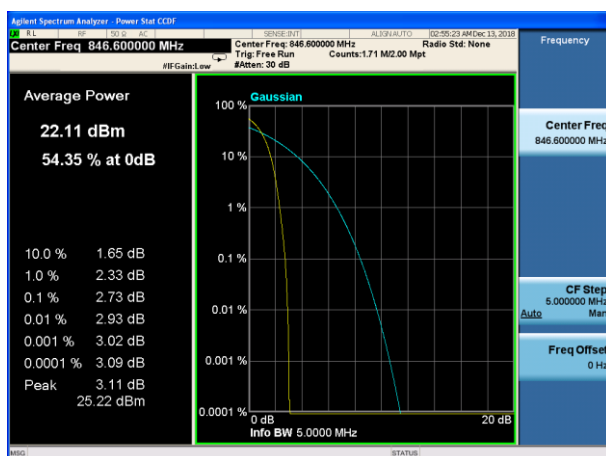 Agilent Spectrum Analyzer - Power Stat CCDF
LXI RL RF 50 Ω AC SENSE:INT ALIGNAUTO 02:55:23 AM Dec 13, 2018
Center Freq 846.600000 MHz
Center Freq: 846.600000 MHz Radio Std: None
Trig: Free Run Counts:1.71 M/2.00 Mpt
#IFGain:Low #Atten: 30 dB
Frequency
Average Power
22.11 dBm
54.35 % at 0dB
10.0 % 1.65 dB
1.0 % 2.33 dB
0.1 % 2.73 dB
0.01 % 2.93 dB
0.001 % 3.02 dB
0.0001 % 3.09 dB
Peak 3.11 dB
25.22 dBm
Gaussian
100 %
10 %
1 %
0.1 %
0.01 %
0.001 %
0.0001 %
0 dB 20 dB
Info BW 5.0000 MHz
Center Freq
846.600000 MHz
CF Step
5.000000 MHz
Auto Man
Freq Offset
0 Hz
MSG STATUS